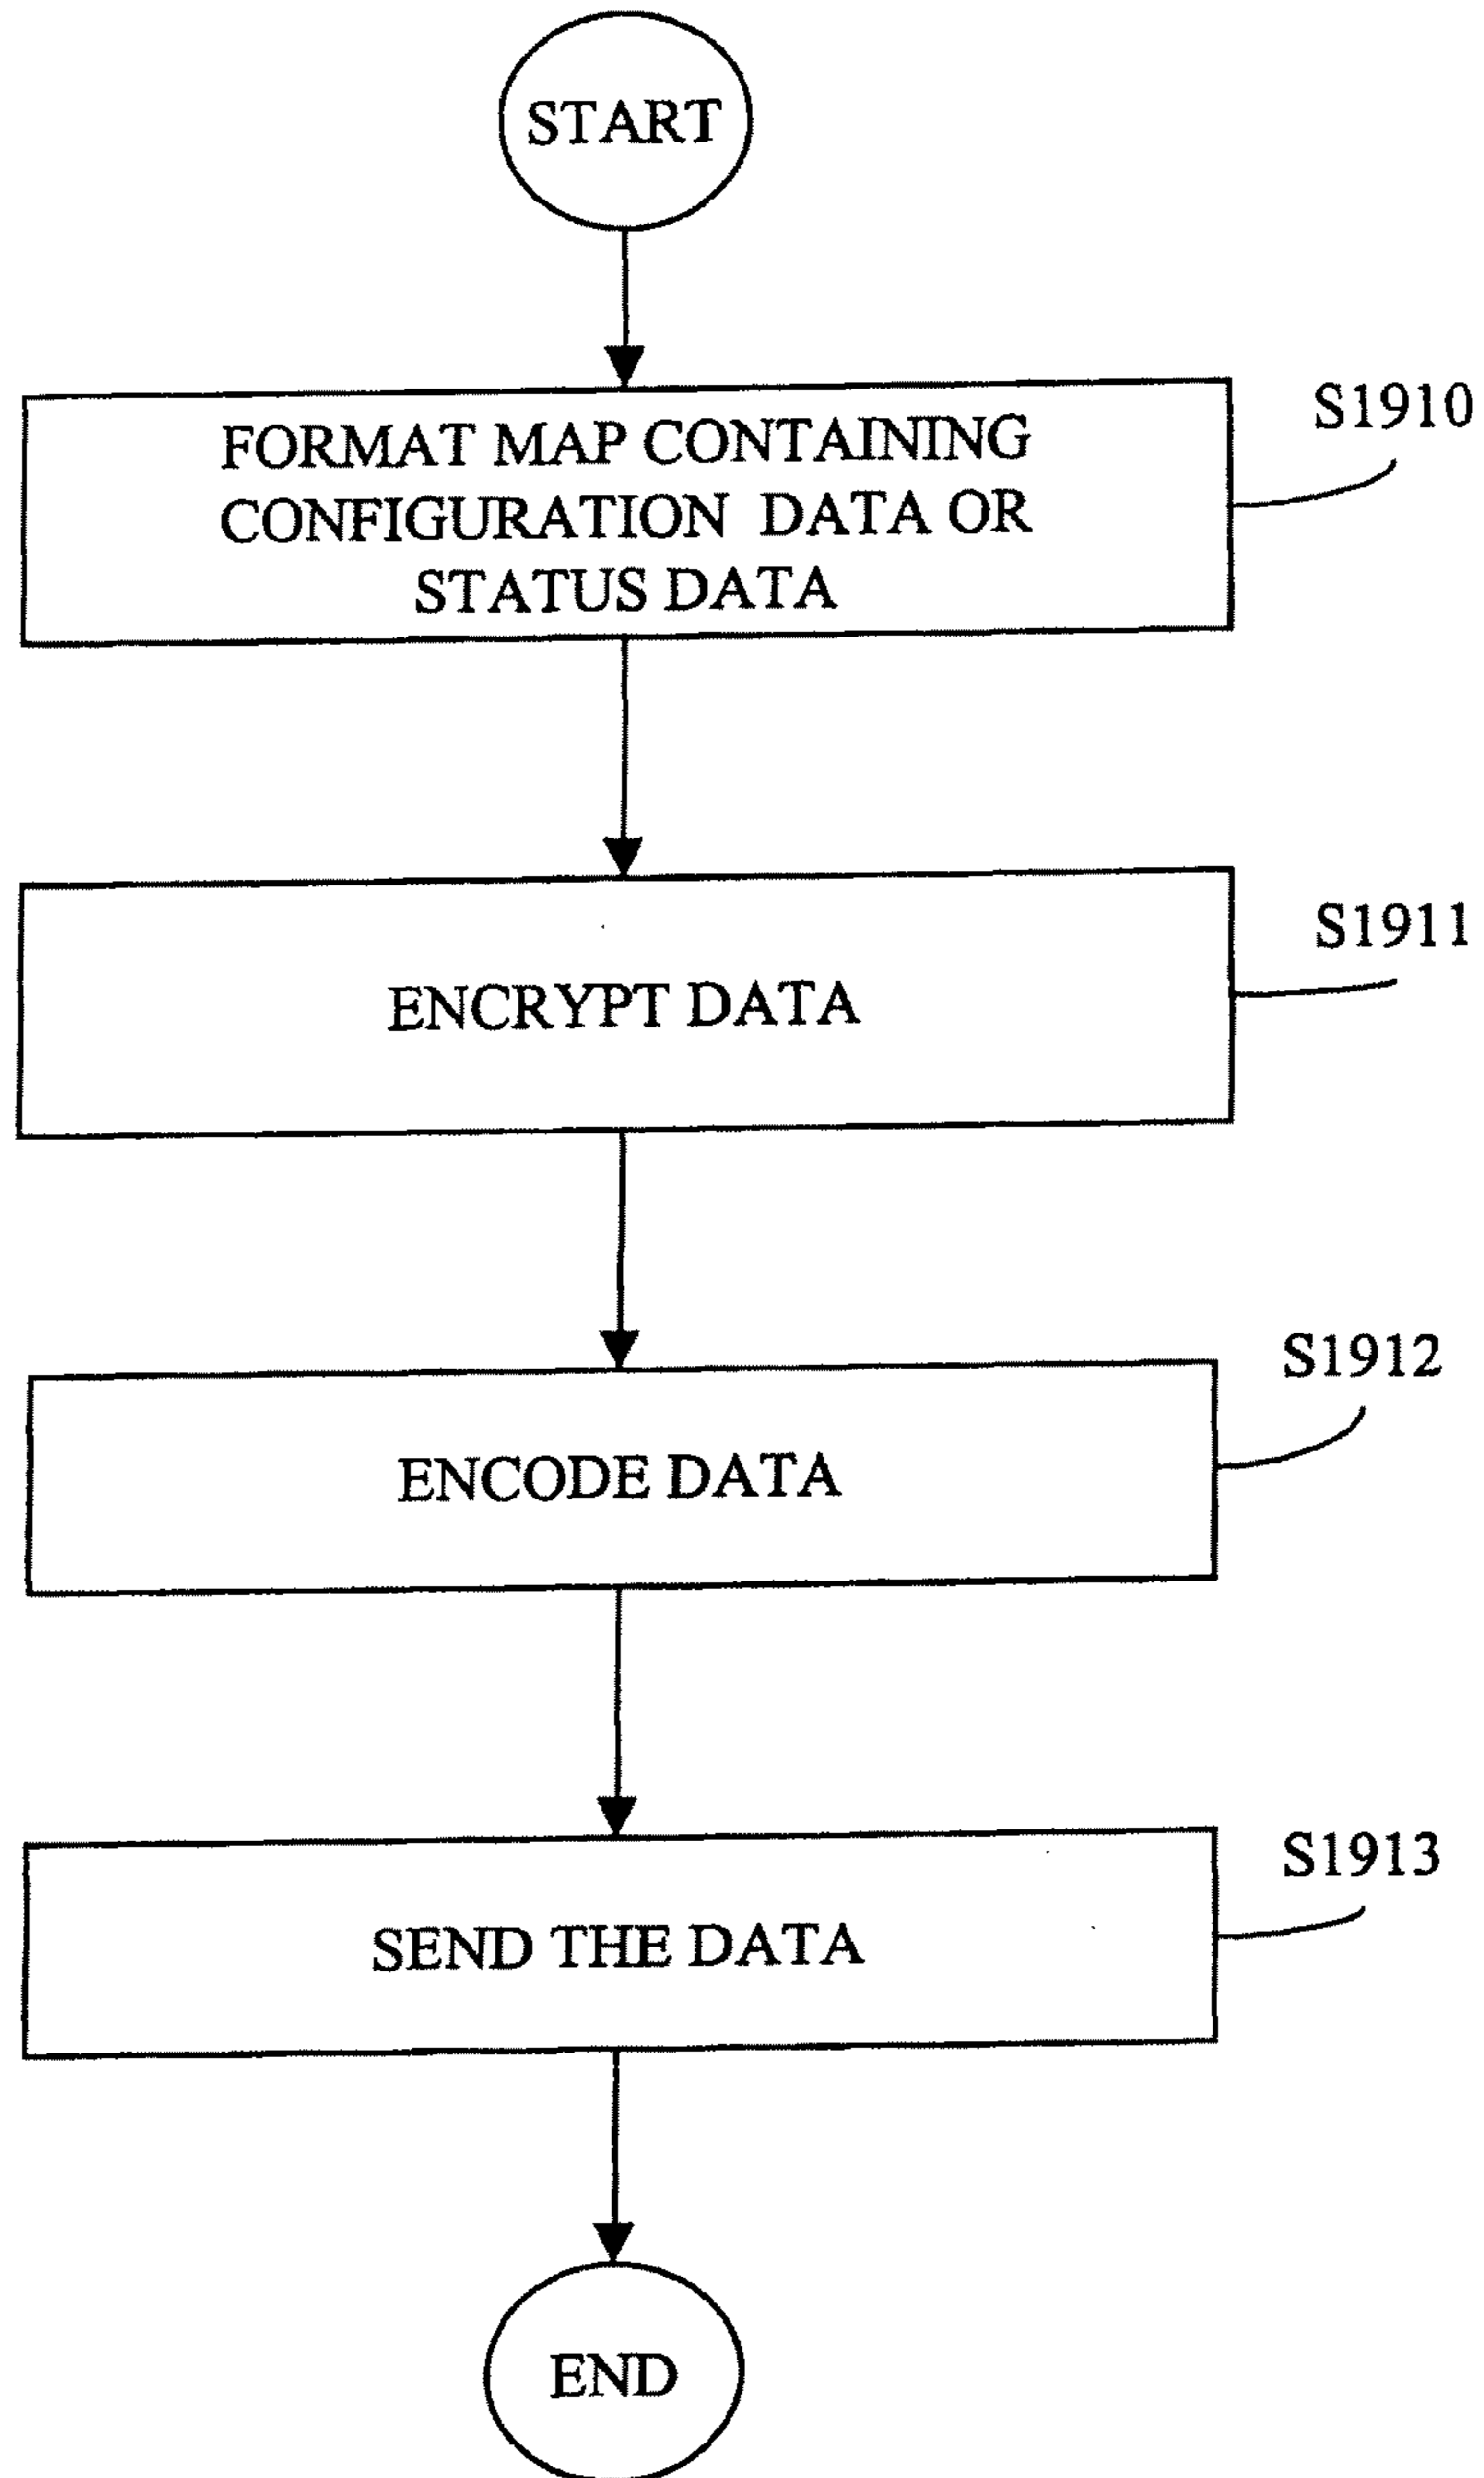 START
S1910
FORMAT MAP CONTAINING
CONFIGURATION DATA OR
STATUS DATA
S1911
ENCRYPT DATA
S1912
ENCODE DATA
S1913
SEND THE DATA
END